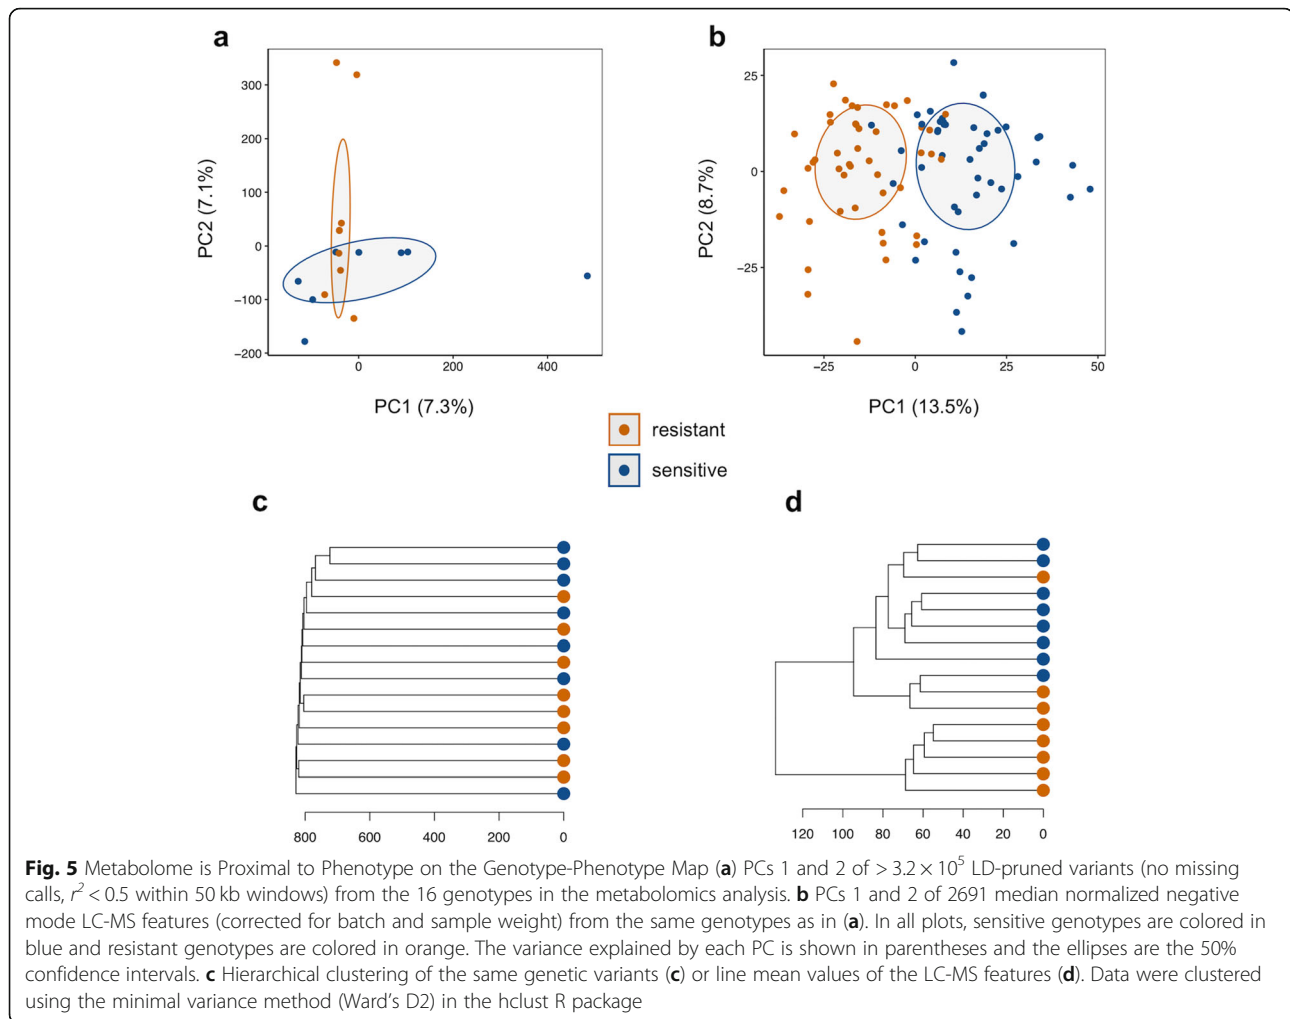 a
b
300
200
100
0
−100
−200
PC2 (7.1%)
0
200
400
PC1 (7.3%)
25
0
−25
PC2 (8.7%)
−25
0
25
50
PC1 (13.5%)
resistant
sensitive
c
d
800
600
400
200
0
120
100
80
60
40
20
0
Fig. 5 Metabolome is Proximal to Phenotype on the Genotype-Phenotype Map (a) PCs 1 and 2 of > 3.2 × 10⁵ LD-pruned variants (no missing
calls, r² < 0.5 within 50 kb windows) from the 16 genotypes in the metabolomics analysis. b PCs 1 and 2 of 2691 median normalized negative
mode LC-MS features (corrected for batch and sample weight) from the same genotypes as in (a). In all plots, sensitive genotypes are colored in
blue and resistant genotypes are colored in orange. The variance explained by each PC is shown in parentheses and the ellipses are the 50%
confidence intervals. c Hierarchical clustering of the same genetic variants (c) or line mean values of the LC-MS features (d). Data were clustered
using the minimal variance method (Ward's D2) in the hclust R package